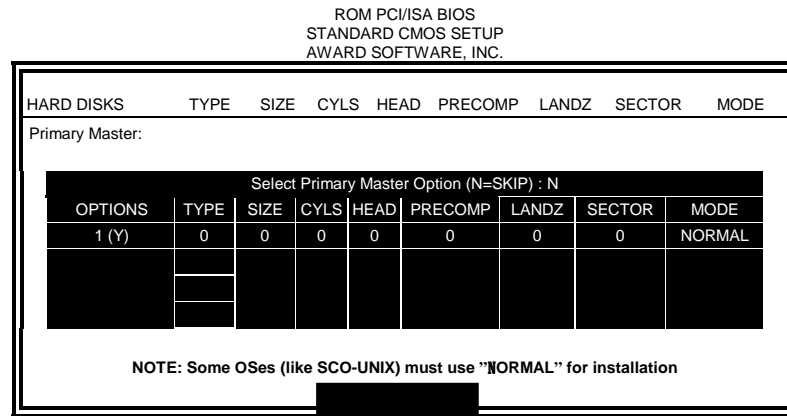 ROM PCI/ISA BIOS
STANDARD CMOS SETUP
AWARD SOFTWARE, INC.
HARD DISKS TYPE SIZE CYLS HEAD PRECOMP LANDZ SECTOR MODE
Primary Master:
Select Primary Master Option (N=SKIP) : N
OPTIONS TYPE SIZE CYLS HEAD PRECOMP LANDZ SECTOR MODE
1 (Y) 0 0 0 0 0 0 0 NORMAL
NOTE: Some OSes (like SCO-UNIX) must use ”NORMAL” for installation